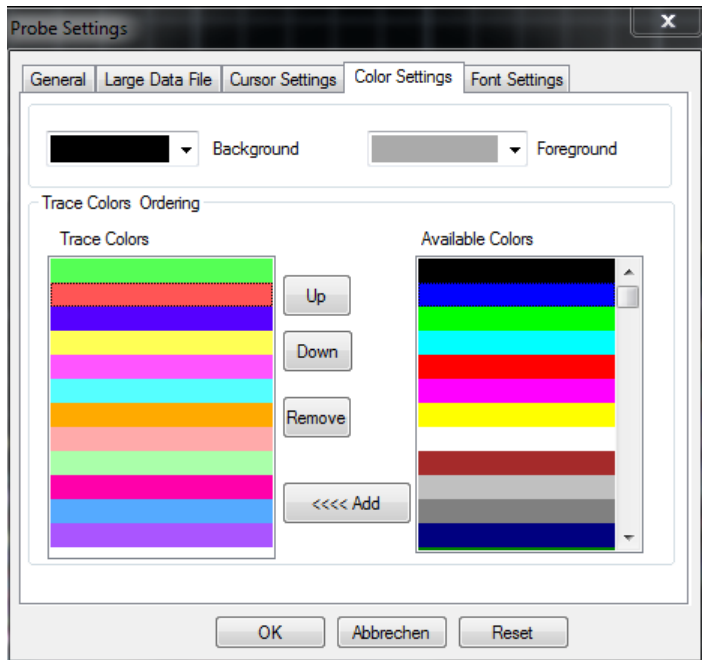 Probe Settings
x
General Large Data File Cursor Settings Color Settings Font Settings
Background Foreground
Trace Colors Ordering
Trace Colors Available Colors
Up
Down
Remove
<<<< Add
OK Abbrechen Reset